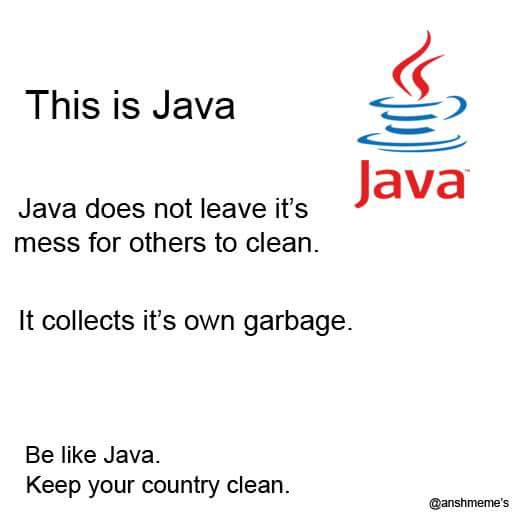 This is Java
Java™
Java does not leave it's
mess for others to clean.
It collects it's own garbage.
Be like Java.
Keep your country clean.
@anshmeme's